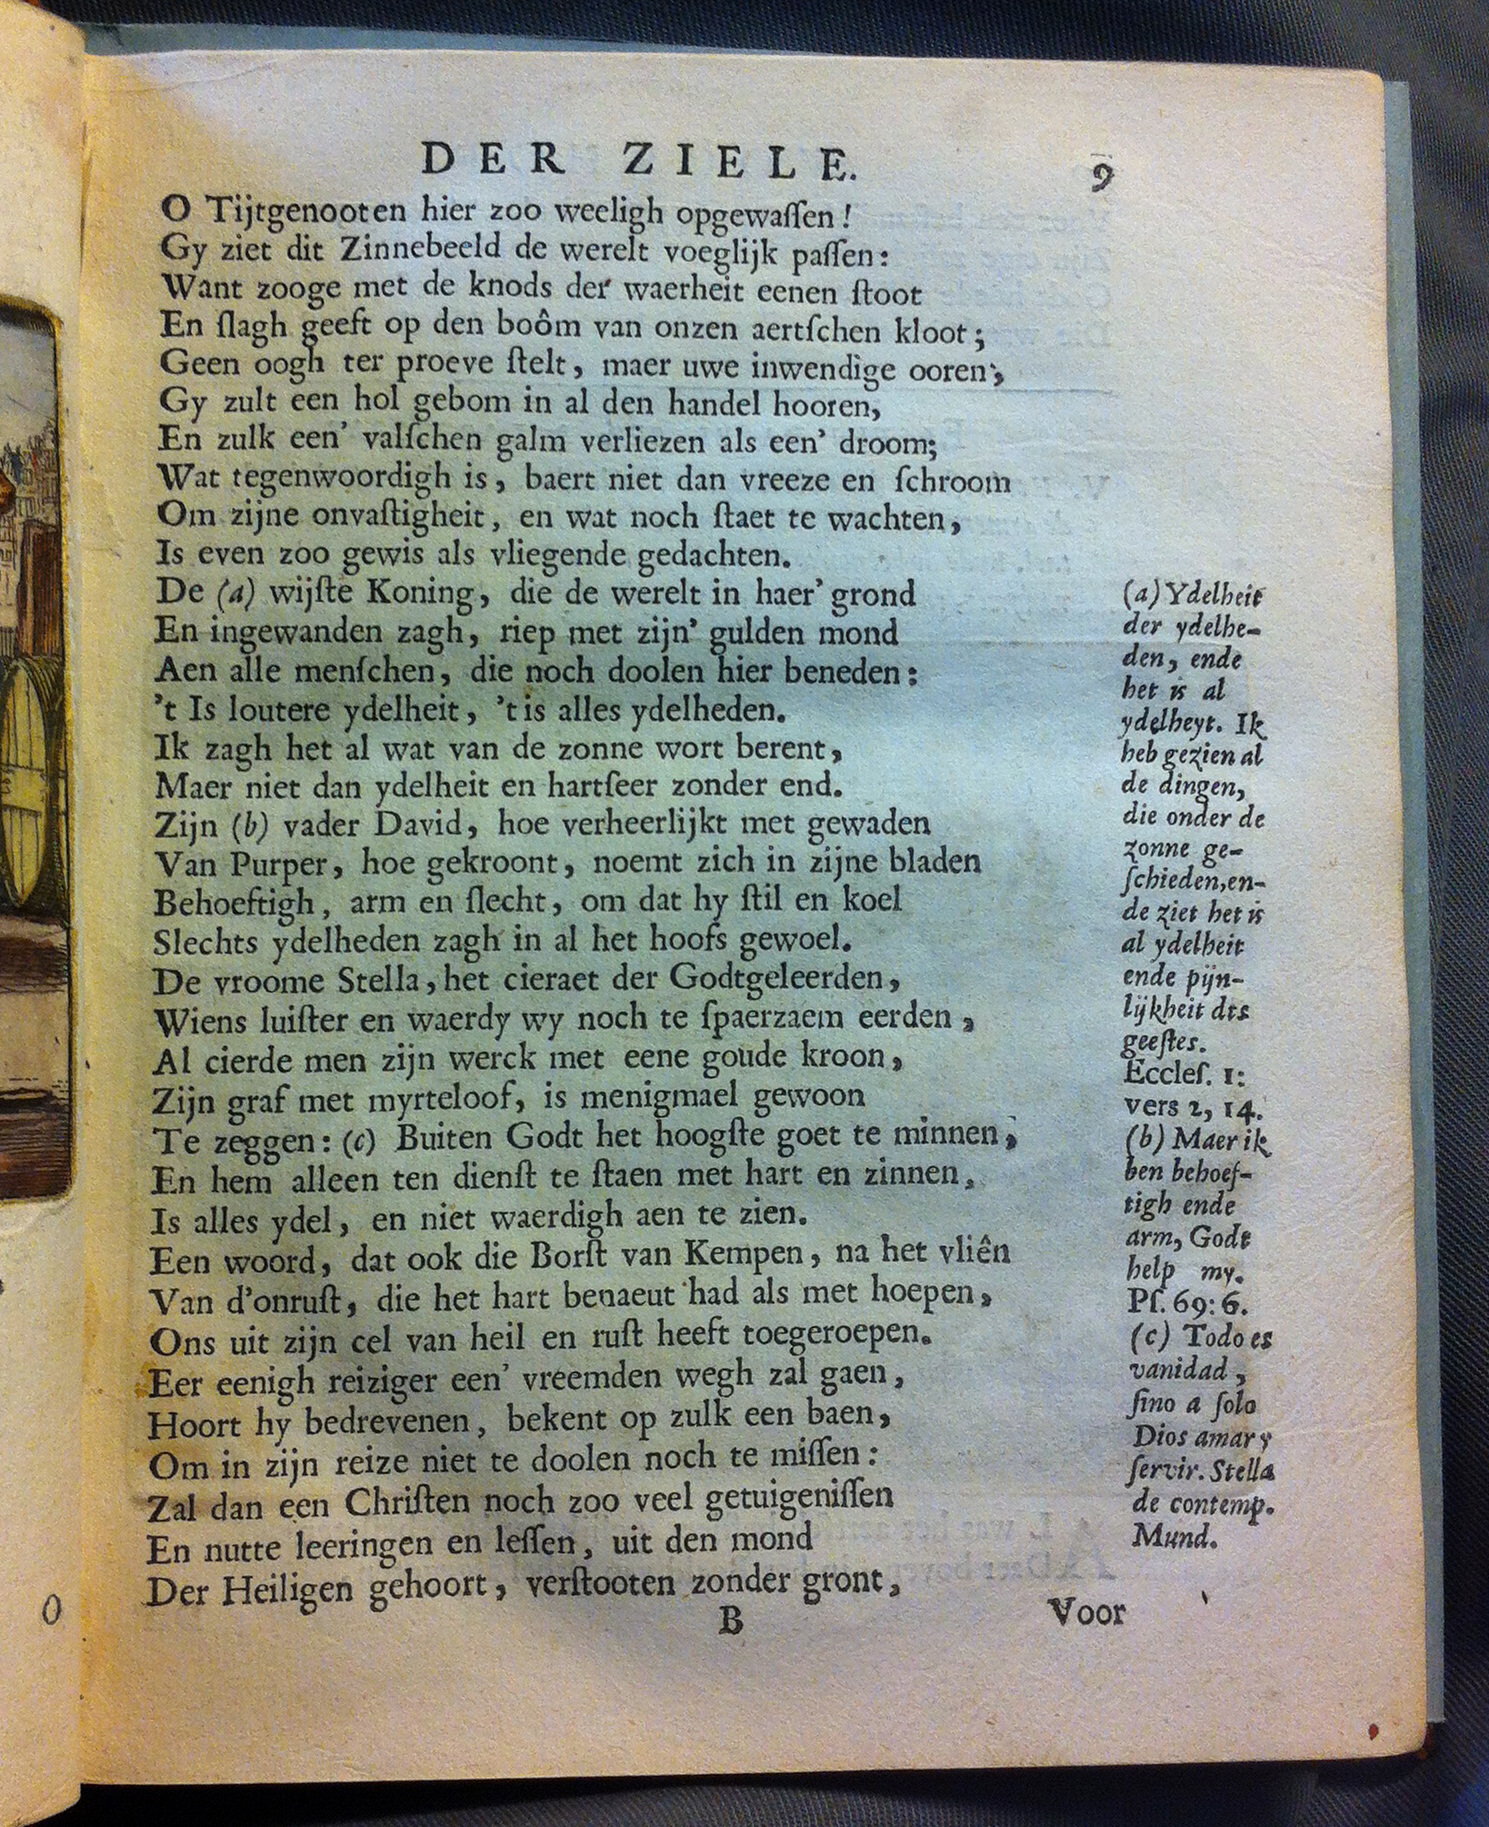 DER ZIELE.
9
O Tijtgenooten hier zoo weeligh opgewaſſen!
Gy ziet dit Zinnebeeld de werelt voeglijk paſſen:
Want zooge met de knods der waerheit eenen ſtoot
En ſlagh geeft op den boôm van onzen aertſchen kloot;
Geen oogh ter proeve ſtelt, maer uwe inwendige ooren,
Gy zult een hol gebom in al den handel hooren,
En zulk een' valſchen galm verliezen als een' droom;
Wat tegenwoordigh is, baert niet dan vreeze en ſchroom
Om zijne onvaſtigheit, en wat noch ſtaet te wachten,
Is even zoo gewis als vliegende gedachten.
De (a) wijſte Koning, die de werelt in haer' grond
En ingewanden zagh, riep met zijn' gulden mond
Aen alle menſchen, die noch doolen hier beneden:
't Is loutere ydelheit, 't is alles ydelheden.
Ik zagh het al wat van de zonne wort berent,
Maer niet dan ydelheit en hartſeer zonder end.
Zijn (b) vader David, hoe verheerlijkt met gewaden
Van Purper, hoe gekroont, noemt zich in zijne bladen
Behoeftigh, arm en ſlecht, om dat hy ſtil en koel
Slechts ydelheden zagh in al het hoofs gewoel.
De vroome Stella, het cieraet der Godtgeleerden,
Wiens luiſter en waerdy wy noch te ſpaerzaem eerden,
Al cierde men zijn werck met eene goude kroon,
Zijn graf met myrteloof, is menigmael gewoon
Te zeggen: (c) Buiten Godt het hoogſte goet te minnen,
En hem alleen ten dienſt te ſtaen met hart en zinnen,
Is alles ydel, en niet waerdigh aen te zien.
Een woord, dat ook die Borſt van Kempen, na het vliên
Van d'onruſt, die het hart benaeut had als met hoepen,
Ons uit zijn cel van heil en ruſt heeft toegeroepen.
Eer eenigh reiziger een' vreemden wegh zal gaen,
Hoort hy bedrevenen, bekent op zulk een baen,
Om in zijn reize niet te doolen noch te miſſen:
Zal dan een Chriſten noch zoo veel getuigeniſſen
En nutte leeringen en leſſen, uit den mond
Der Heiligen gehoort, verſtooten zonder gront,
B
Voor
(a) Ydelheit
der ydelhe-
den, ende
het is al
ydelheyt. Ik
heb gezien al
de dingen,
die onder de
zonne ge-
ſchieden, en-
de ziet het is
al ydelheit
ende pijn-
lijkheit des
geeſtes.
Eccleſ. 1:
vers 2, 14.
(b) Maer ik
ben behoef-
tigh ende
arm, Godt
help my.
Pſ. 69: 6.
(c) Todo es
vanidad,
ſino a ſolo
Dios amar y
ſervir. Stella
de contemp.
Mund.